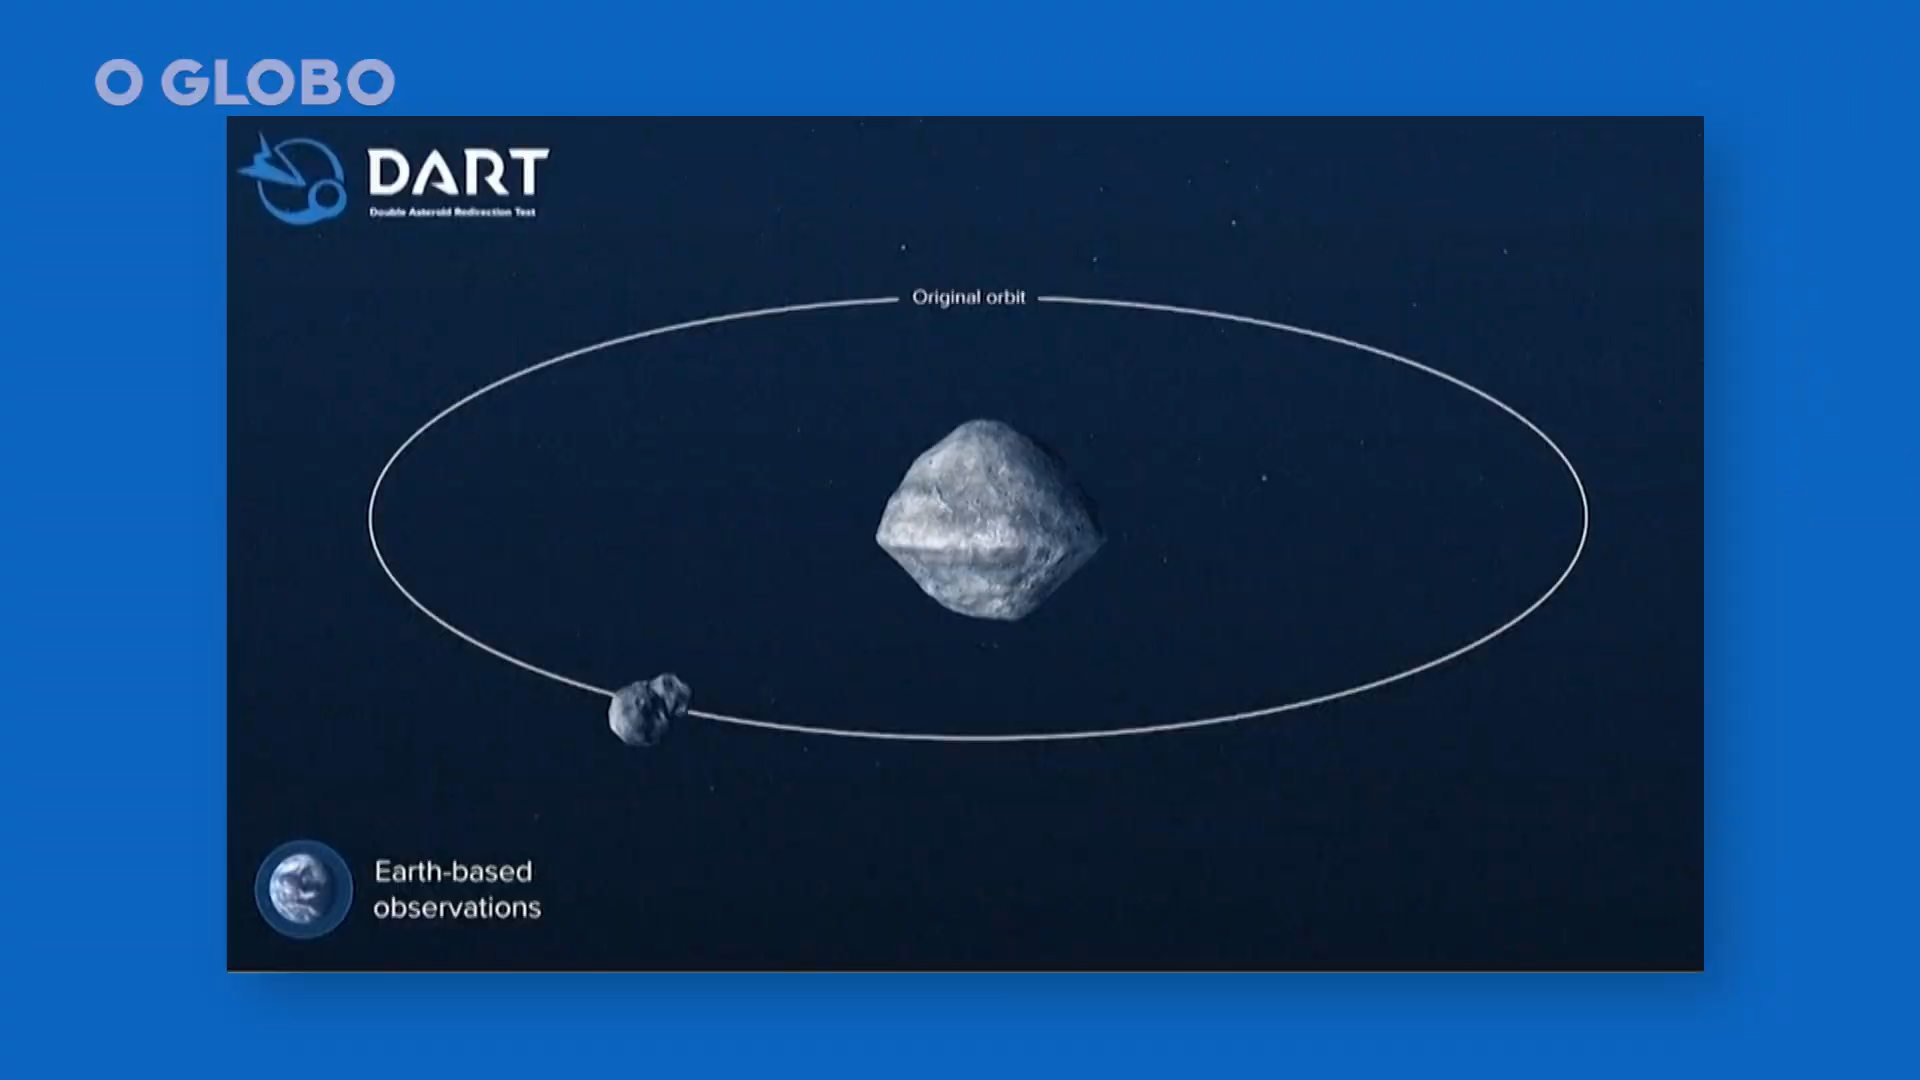 O GLOBO
DART
Double Asteroid Redirection Test
Original orbit
Earth-based
observations